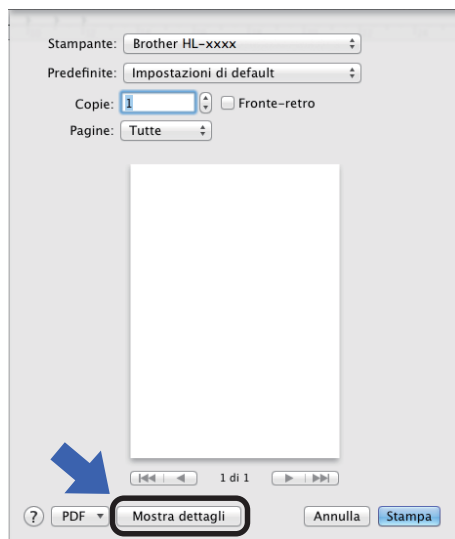 Stampante: Brother HL-xxxx
Predefinite: Impostazioni di default
Copie: 1 Fronte-retro
Pagine: Tutte
1 di 1
? PDF Mostra dettagli Annulla Stampa